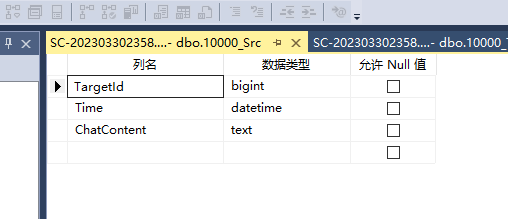 SC-202303302358....- dbo.10000_Src
SC-202303302358....- dbo.10000_
列名 数据类型 允许 Null 值
TargetId bigint
Time datetime
ChatContent text